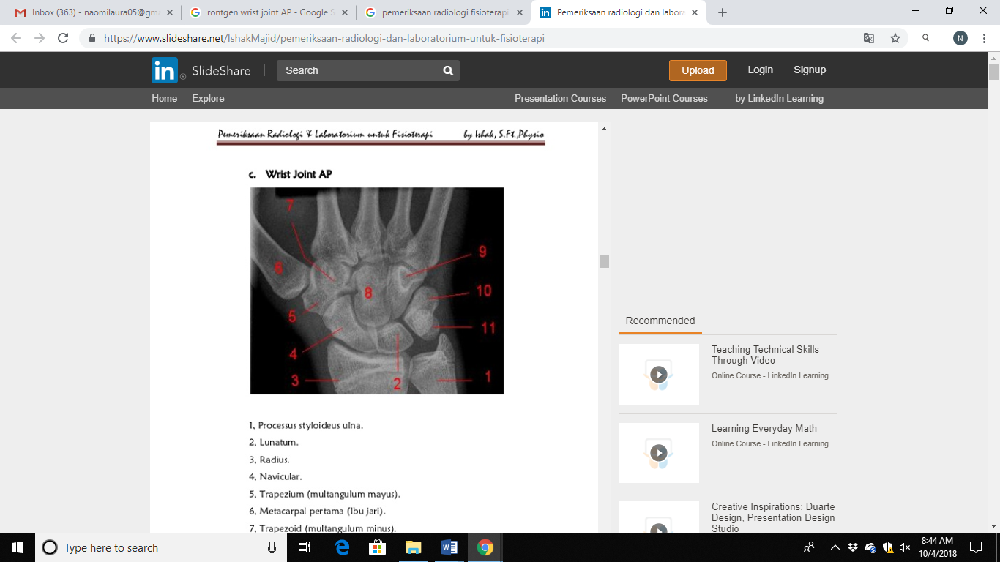 Inbox (363) - naomilaura05@gma
rontgen wrist joint AP - Google S
pemeriksaan radiologi fisioterapi
Pemeriksaan radiologi dan labora
https://www.slideshare.net/IshakMajid/pemeriksaan-radiologi-dan-laboratorium-untuk-fisioterapi
N
in ® SlideShare
Search
Upload
Login
Signup
Home
Explore
Presentation Courses
PowerPoint Courses
by LinkedIn Learning
Pemeriksaan Radiologi & Laboratorium untuk Fisioterapi by Ishak, S.Ft.,Physio
c. Wrist Joint AP
7
9
6
8
10
5
11
4
3
2
1
1, Processus styloideus ulna.
2, Lunatum.
3, Radius.
4, Navicular.
5, Trapezium (multangulum mayus).
6, Metacarpal pertama (Ibu jari).
7, Trapezoid (multangulum minus).
Recommended
Teaching Technical Skills
Through Video
Online Course - LinkedIn Learning
Learning Everyday Math
Online Course - LinkedIn Learning
Creative Inspirations: Duarte
Design, Presentation Design
Studio
Type here to search
8:44 AM
10/4/2018